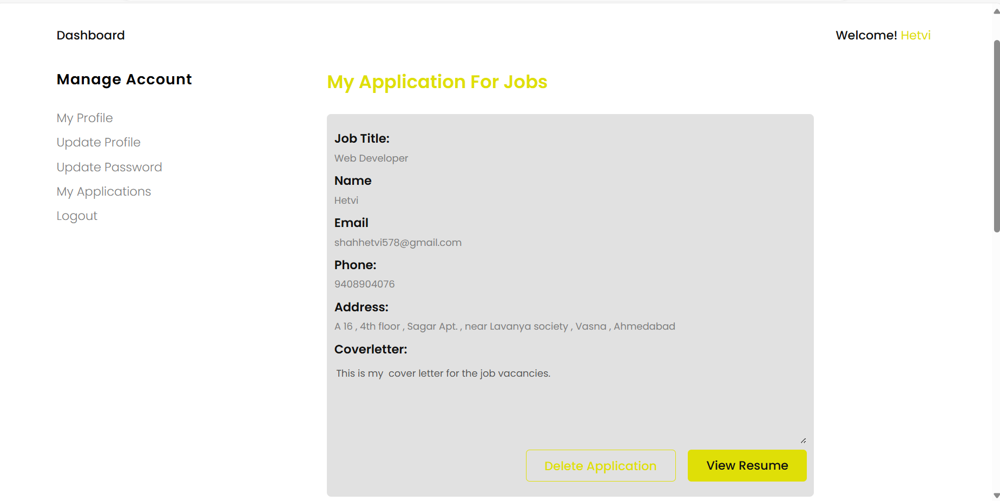 Dashboard
Welcome! Hetvi
Manage Account
My Profile
Update Profile
Update Password
My Applications
Logout
My Application For Jobs
Job Title:
Web Developer
Name
Hetvi
Email
shahhetvi578@gmail.com
Phone:
9408904076
Address:
A 16 , 4th floor , Sagar Apt. , near Lavanya society , Vasna , Ahmedabad
Coverletter:
This is my  cover letter for the job vacancies.
Delete Application
View Resume